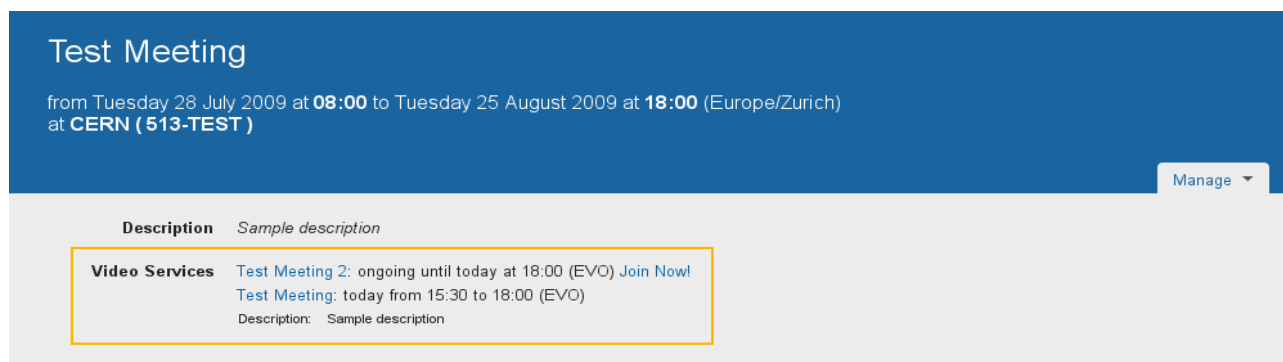 Test Meeting
from Tuesday 28 July 2009 at 08:00 to Tuesday 25 August 2009 at 18:00 (Europe/Zurich)
at CERN ( 513-TEST )
Manage
Description Sample description
Video Services Test Meeting 2: ongoing until today at 18:00 (EVO) Join Now!
Test Meeting: today from 15:30 to 18:00 (EVO)
Description: Sample description